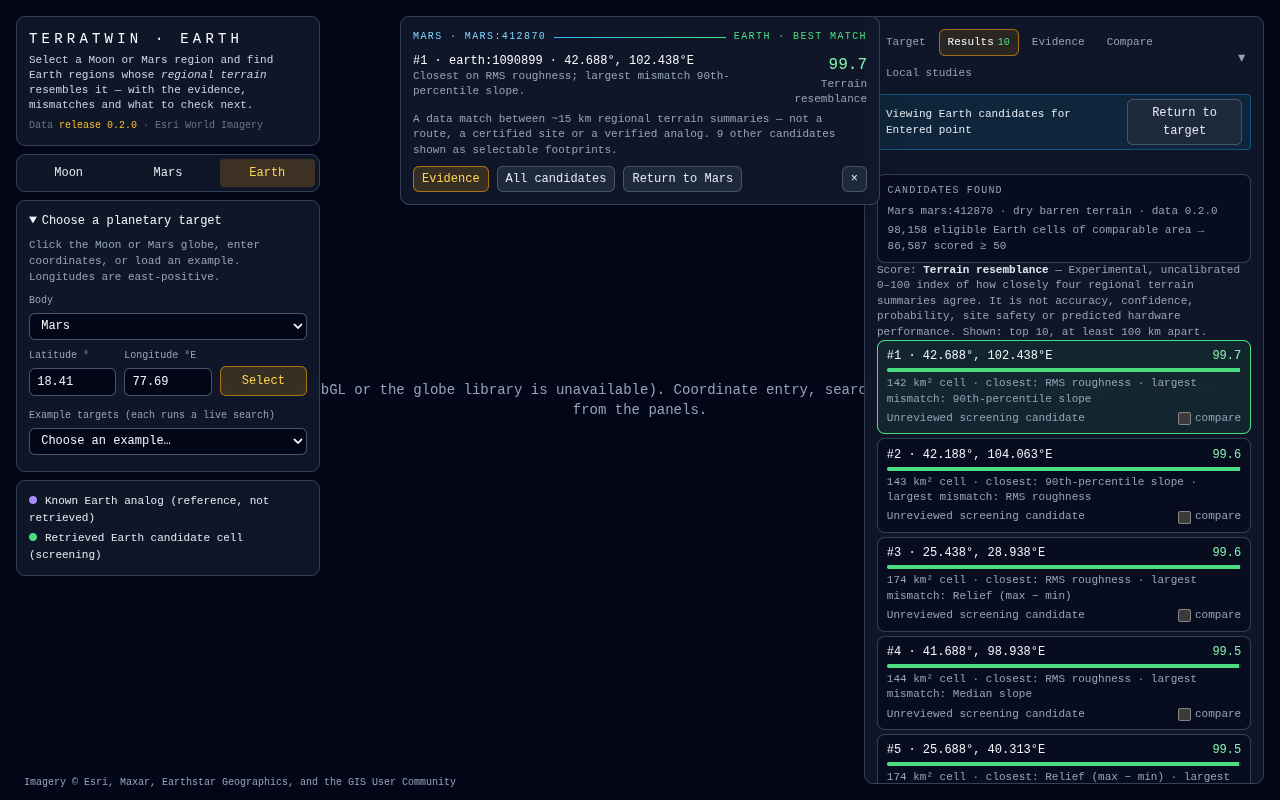 TERRATWIN · EARTH
Select a Moon or Mars region and find
Earth regions whose regional terrain
resembles it — with the evidence,
mismatches and what to check next.
Data release 0.2.0 · Esri World Imagery
Moon Mars Earth
▼ Choose a planetary target
Click the Moon or Mars globe, enter
coordinates, or load an example.
Longitudes are east-positive.
Body
Mars
Latitude ° Longitude °E
18.41 77.69 Select
Example targets (each runs a live search)
Choose an example…
Known Earth analog (reference, not
retrieved)
Retrieved Earth candidate cell
(screening)
MARS · MARS:412870 EARTH · BEST MATCH
#1 · earth:1090899 · 42.688°, 102.438°E 99.7
Closest on RMS roughness; largest mismatch 90th-
percentile slope.
Terrain
resemblance
A data match between ~15 km regional terrain summaries — not a
route, a certified site or a verified analog. 9 other candidates
shown as selectable footprints.
Evidence All candidates Return to Mars ×
bGL or the globe library is unavailable). Coordinate entry, searc
from the panels.
Target Results 10 Evidence Compare
Local studies
▼
Viewing Earth candidates for
Entered point
Return to
target
CANDIDATES FOUND
Mars mars:412870 · dry barren terrain · data 0.2.0
98,158 eligible Earth cells of comparable area →
86,587 scored ≥ 50
Score: Terrain resemblance — Experimental, uncalibrated
0–100 index of how closely four regional terrain
summaries agree. It is not accuracy, confidence,
probability, site safety or predicted hardware
performance. Shown: top 10, at least 100 km apart.
#1 · 42.688°, 102.438°E 99.7
142 km² cell · closest: RMS roughness · largest
mismatch: 90th-percentile slope
Unreviewed screening candidate compare
#2 · 42.188°, 104.063°E 99.6
143 km² cell · closest: 90th-percentile slope ·
largest mismatch: RMS roughness
Unreviewed screening candidate compare
#3 · 25.438°, 28.938°E 99.6
174 km² cell · closest: RMS roughness · largest
mismatch: Relief (max − min)
Unreviewed screening candidate compare
#4 · 41.688°, 98.938°E 99.5
144 km² cell · closest: RMS roughness · largest
mismatch: Median slope
Unreviewed screening candidate compare
#5 · 25.688°, 40.313°E 99.5
174 km² cell · closest: Relief (max − min) · largest
Imagery © Esri, Maxar, Earthstar Geographics, and the GIS User Community